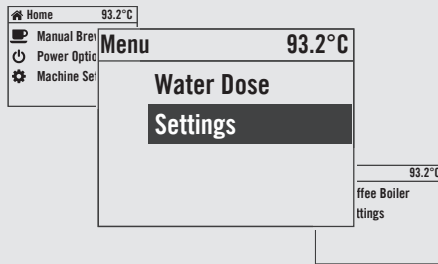 Home 93.2°C
Manual Brew
Power Optio
Machine Set
Menu 93.2°C
Water Dose
Settings
93.2°C
ffee Boiler
ttings